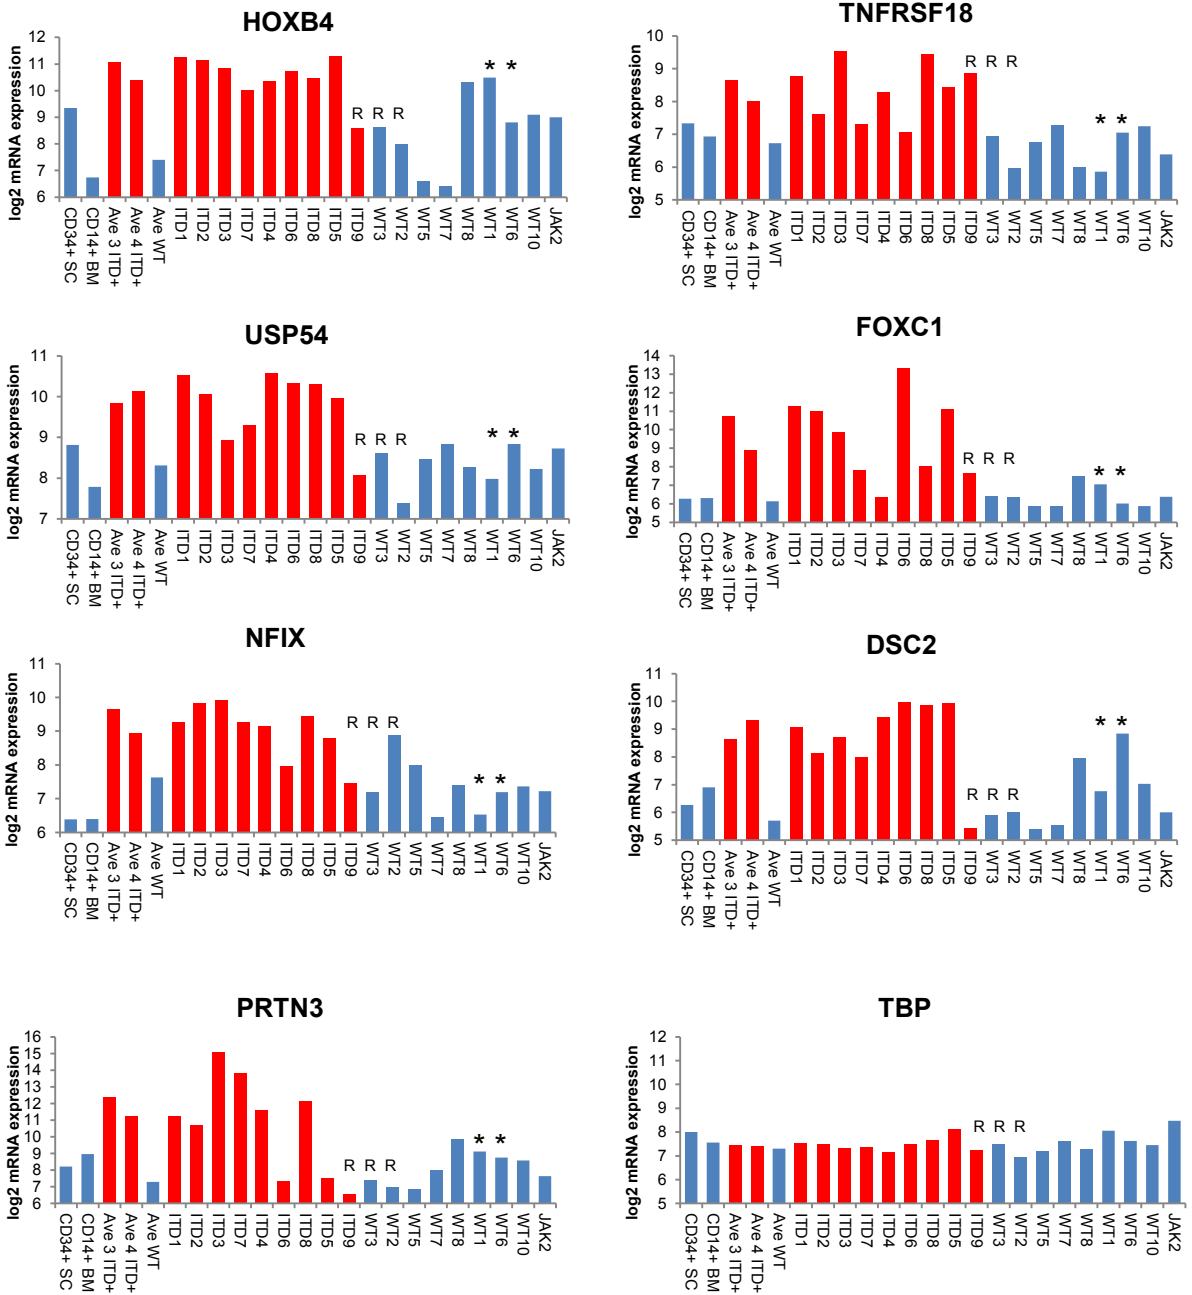 HOXB4
log2 mRNA expression
12
11
10
9
8
7
6
R R R
* *
CD34+ SC
CD14+ BM
Ave 3 ITD+
Ave 4 ITD+
Ave WT
ITD1
ITD2
ITD3
ITD7
ITD4
ITD6
ITD8
ITD5
ITD9
WT3
WT2
WT5
WT7
WT8
WT1
WT6
WT10
JAK2
TNFRSF18
log2 mRNA expression
10
9
8
7
6
5
R R R
* *
CD34+ SC
CD14+ BM
Ave 3 ITD+
Ave 4 ITD+
Ave WT
ITD1
ITD2
ITD3
ITD7
ITD4
ITD6
ITD8
ITD5
ITD9
WT3
WT2
WT5
WT7
WT8
WT1
WT6
WT10
JAK2
USP54
log2 mRNA expression
11
10
9
8
7
R R R
* *
CD34+ SC
CD14+ BM
Ave 3 ITD+
Ave 4 ITD+
Ave WT
ITD1
ITD2
ITD3
ITD7
ITD4
ITD6
ITD8
ITD5
ITD9
WT3
WT2
WT5
WT7
WT8
WT1
WT6
WT10
JAK2
FOXC1
log2 mRNA expression
14
13
12
11
10
9
8
7
6
5
R R R
* *
CD34+ SC
CD14+ BM
Ave 3 ITD+
Ave 4 ITD+
Ave WT
ITD1
ITD2
ITD3
ITD7
ITD4
ITD6
ITD8
ITD5
ITD9
WT3
WT2
WT5
WT7
WT8
WT1
WT6
WT10
JAK2
NFIX
log2 mRNA expression
11
10
9
8
7
6
R R R
* *
CD34+ SC
CD14+ BM
Ave 3 ITD+
Ave 4 ITD+
Ave WT
ITD1
ITD2
ITD3
ITD7
ITD4
ITD6
ITD8
ITD5
ITD9
WT3
WT2
WT5
WT7
WT8
WT1
WT6
WT10
JAK2
DSC2
log2 mRNA expression
11
10
9
8
7
6
5
R R R
* *
CD34+ SC
CD14+ BM
Ave 3 ITD+
Ave 4 ITD+
Ave WT
ITD1
ITD2
ITD3
ITD7
ITD4
ITD6
ITD8
ITD5
ITD9
WT3
WT2
WT5
WT7
WT8
WT1
WT6
WT10
JAK2
PRTN3
log2 mRNA expression
16
15
14
13
12
11
10
9
8
7
6
R R R
* *
CD34+ SC
CD14+ BM
Ave 3 ITD+
Ave 4 ITD+
Ave WT
ITD1
ITD2
ITD3
ITD7
ITD4
ITD6
ITD8
ITD5
ITD9
WT3
WT2
WT5
WT7
WT8
WT1
WT6
WT10
JAK2
TBP
log2 mRNA expression
12
11
10
9
8
7
6
5
R R R
CD34+ SC
CD14+ BM
Ave 3 ITD+
Ave 4 ITD+
Ave WT
ITD1
ITD2
ITD3
ITD7
ITD4
ITD6
ITD8
ITD5
ITD9
WT3
WT2
WT5
WT7
WT8
WT1
WT6
WT10
JAK2